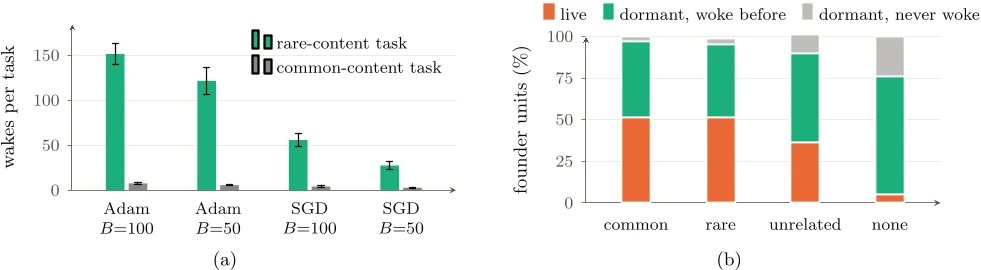 wakes per task
150
100
50
0
rare-content task
common-content task
Adam
B=100
Adam
B=50
SGD
B=100
SGD
B=50
(a)
live dormant, woke before dormant, never woke
founder units (%)
100
75
50
25
0
common rare unrelated none
(b)